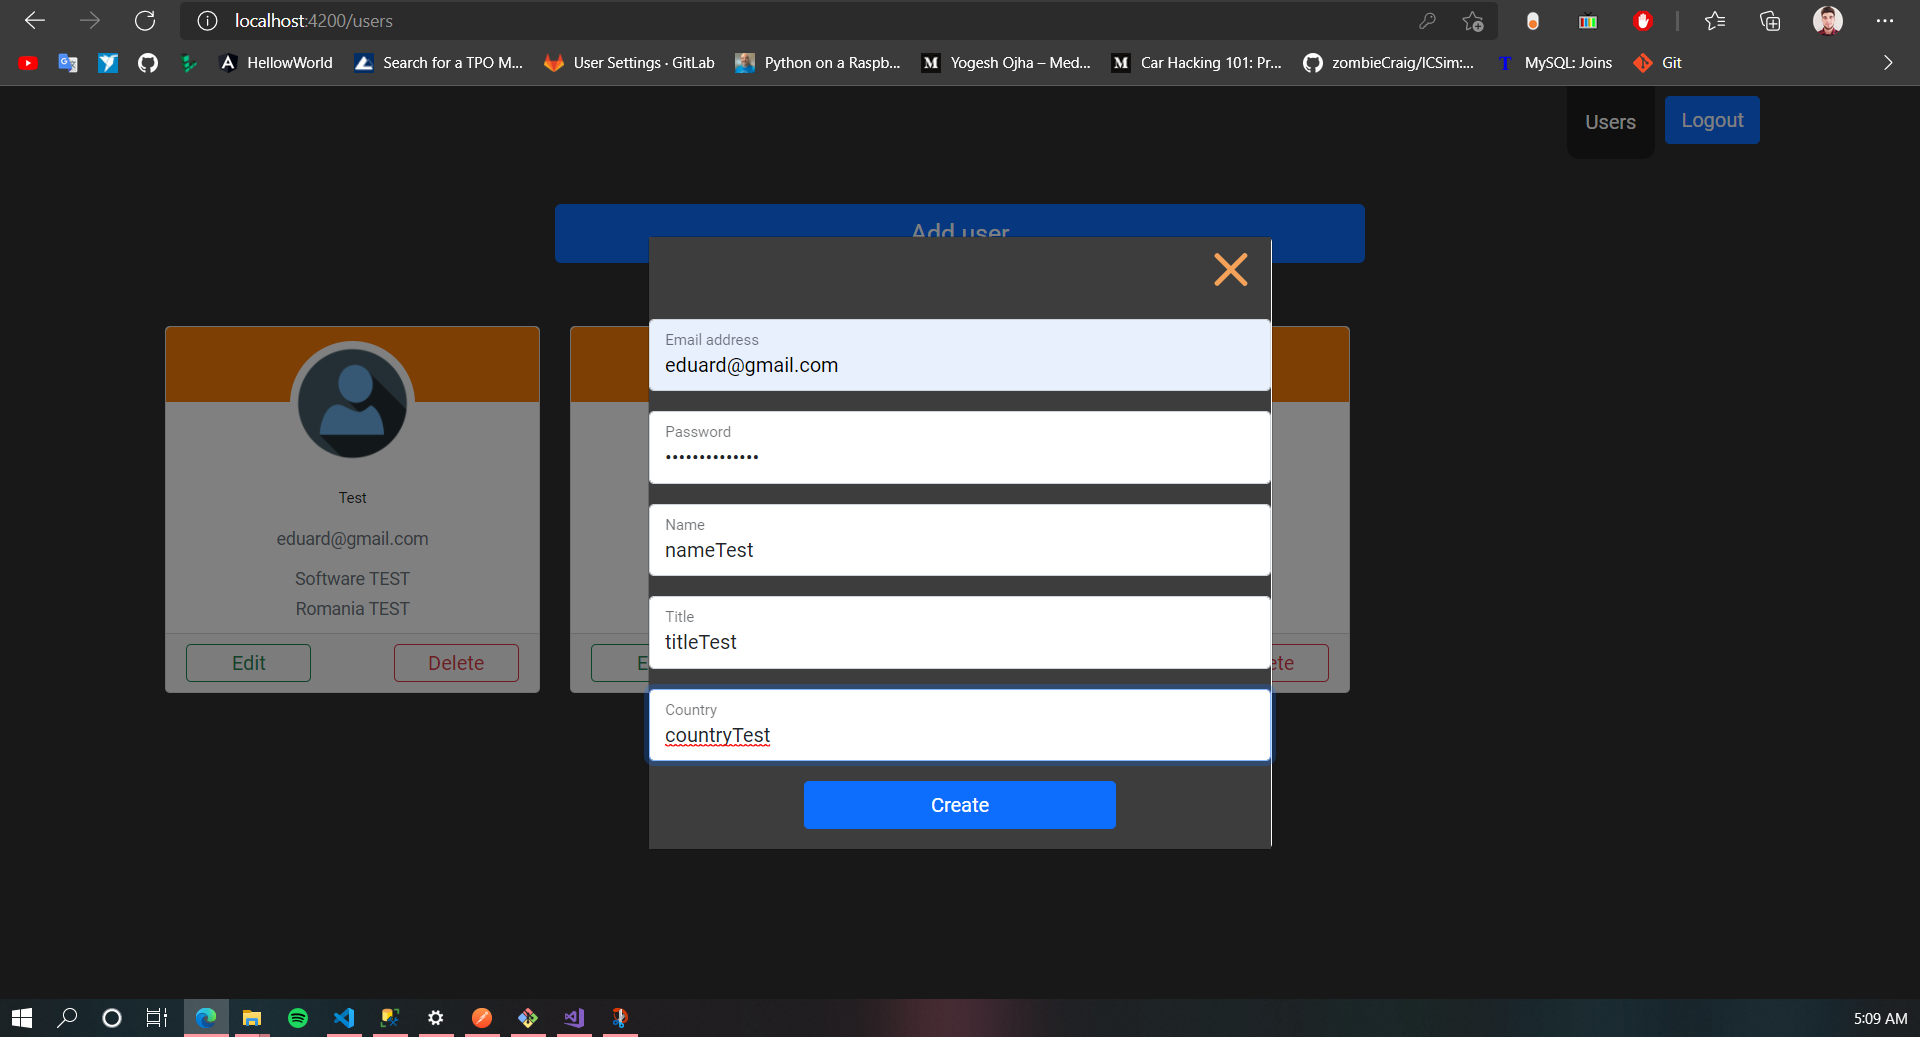 localhost:4200/users
HellowWorld
Search for a TPO M...
User Settings · GitLab
Python on a Raspb...
Yogesh Ojha – Med...
Car Hacking 101: Pr...
zombieCraig/ICSim:...
MySQL: Joins
Git
Users
Logout
Add user
Email address
eduard@gmail.com
Password
••••••••••••••
Name
nameTest
Title
titleTest
Country
countryTest
Create
Test
eduard@gmail.com
Software TEST
Romania TEST
Edit
Delete
5:09 AM